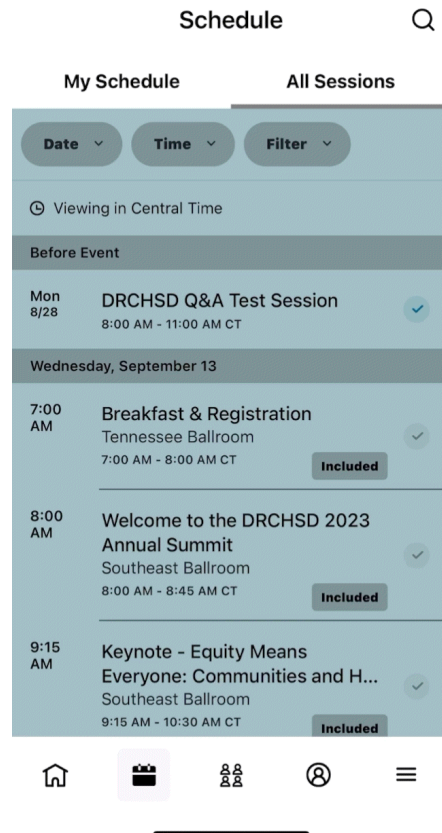 Schedule
My Schedule
All Sessions
Date
Time
Filter
Viewing in Central Time
Before Event
Mon
8/28
DRCHSD Q&A Test Session
8:00 AM - 11:00 AM CT
Wednesday, September 13
7:00
AM
Breakfast & Registration
Tennessee Ballroom
7:00 AM - 8:00 AM CT
Included
8:00
AM
Welcome to the DRCHSD 2023
Annual Summit
Southeast Ballroom
8:00 AM - 8:45 AM CT
Included
9:15
AM
Keynote - Equity Means
Everyone: Communities and H...
Southeast Ballroom
9:15 AM - 10:30 AM CT
Included